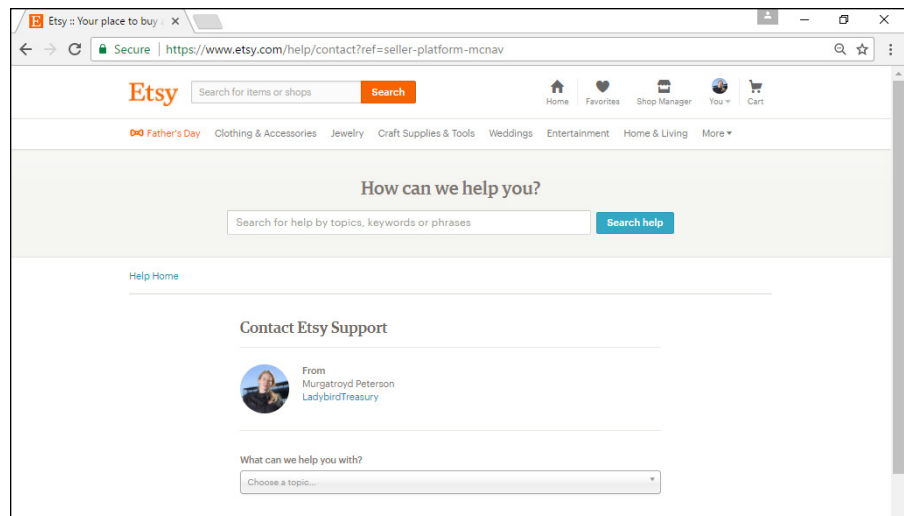 Etsy :: Your place to buy
Secure https://www.etsy.com/help/contact?ref=seller-platform-mcnav
Etsy
Search for items or shops
Search
Home
Favorites
Shop Manager
You
Cart
Father's Day
Clothing & Accessories
Jewelry
Craft Supplies & Tools
Weddings
Entertainment
Home & Living
More
How can we help you?
Search for help by topics, keywords or phrases
Search help
Help Home
Contact Etsy Support
From
Murgatroyd Peterson
LadybirdTreasury
What can we help you with?
Choose a topic...